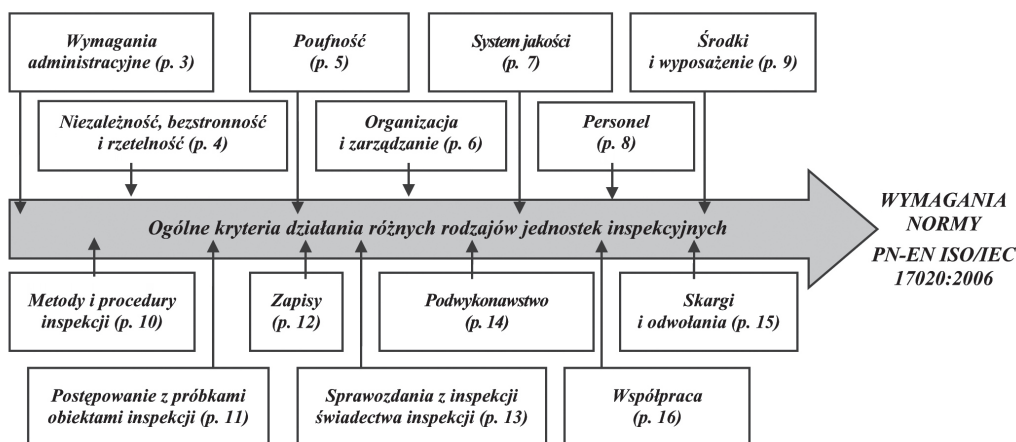 Wymagania
administracyjne (p. 3)
Poufność
(p. 5)
System jakości
(p. 7)
Środki
i wyposażenie (p. 9)
Niezależność, bezstronność
i rzetelność (p. 4)
Organizacja
i zarządzanie (p. 6)
Personel
(p. 8)
Ogólne kryteria działania różnych rodzajów jednostek inspekcyjnych
WYMAGANIA
NORMY
PN-EN ISO/IEC
17020:2006
Metody i procedury
inspekcji (p. 10)
Zapisy
(p. 12)
Podwykonawstwo
(p. 14)
Skargi
i odwołania (p. 15)
Postępowanie z próbkami
obiektami inspekcji (p. 11)
Sprawozdania z inspekcji
świadectwa inspekcji (p. 13)
Współpraca
(p. 16)